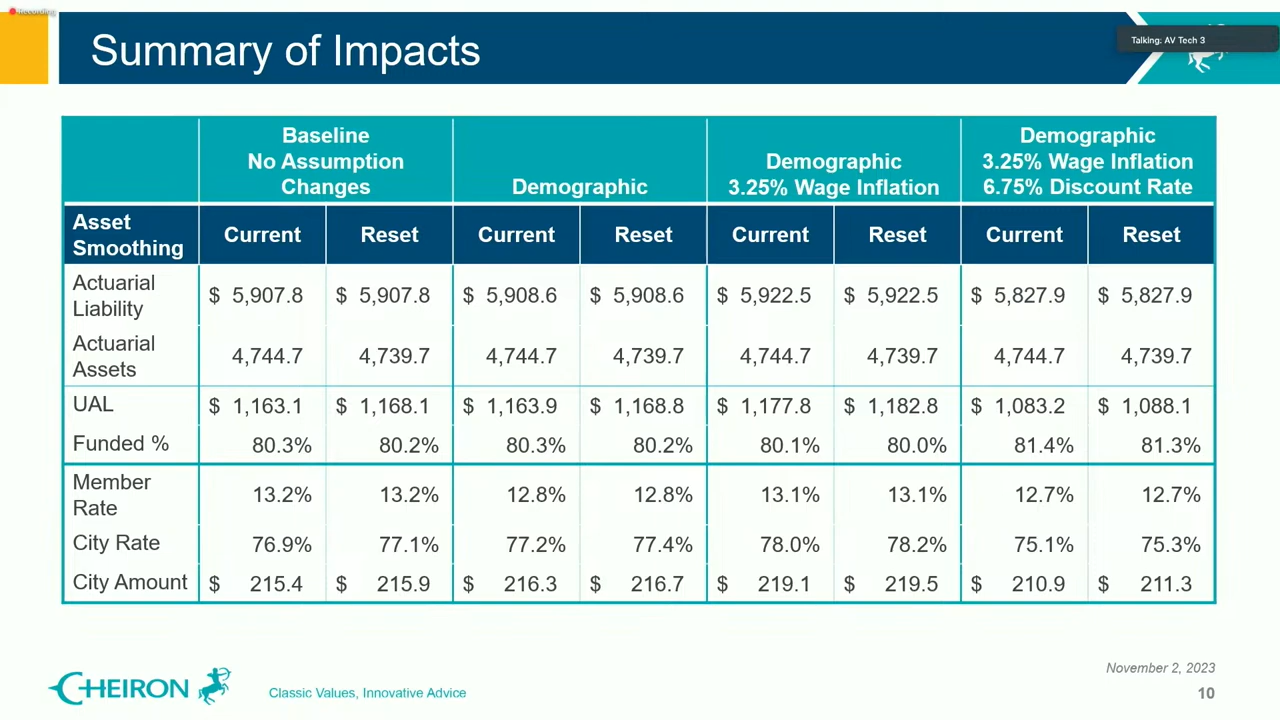 Recording
Talking: AV Tech 3
Summary of Impacts
Baseline
No Assumption
Changes
Demographic
Demographic
3.25% Wage Inflation
Demographic
3.25% Wage Inflation
6.75% Discount Rate
Asset
Smoothing
Current Reset Current Reset Current Reset Current Reset
Actuarial
Liability
$ 5,907.8 $ 5,907.8 $ 5,908.6 $ 5,908.6 $ 5,922.5 $ 5,922.5 $ 5,827.9 $ 5,827.9
Actuarial
Assets
4,744.7 4,739.7 4,744.7 4,739.7 4,744.7 4,739.7 4,744.7 4,739.7
UAL $ 1,163.1 $ 1,168.1 $ 1,163.9 $ 1,168.8 $ 1,177.8 $ 1,182.8 $ 1,083.2 $ 1,088.1
Funded % 80.3% 80.2% 80.3% 80.2% 80.1% 80.0% 81.4% 81.3%
Member
Rate
13.2% 13.2% 12.8% 12.8% 13.1% 13.1% 12.7% 12.7%
City Rate 76.9% 77.1% 77.2% 77.4% 78.0% 78.2% 75.1% 75.3%
City Amount $ 215.4 $ 215.9 $ 216.3 $ 216.7 $ 219.1 $ 219.5 $ 210.9 $ 211.3
November 2, 2023
CHEIRON Classic Values, Innovative Advice 10